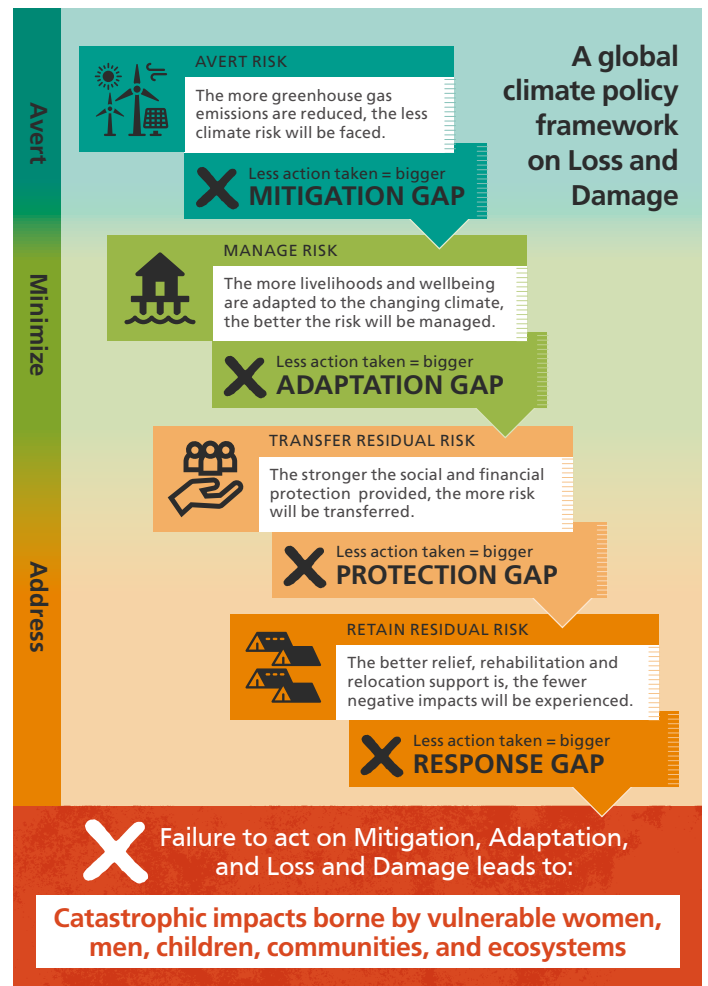 A global
climate policy
framework
on Loss and
Damage
Avert
AVERT RISK
The more greenhouse gas
emissions are reduced, the less
climate risk will be faced.
Less action taken = bigger
MITIGATION GAP
Minimize
MANAGE RISK
The more livelihoods and wellbeing
are adapted to the changing climate,
the better the risk will be managed.
Less action taken = bigger
ADAPTATION GAP
Address
TRANSFER RESIDUAL RISK
The stronger the social and financial
protection provided, the more risk
will be transferred.
Less action taken = bigger
PROTECTION GAP
RETAIN RESIDUAL RISK
The better relief, rehabilitation and
relocation support is, the fewer
negative impacts will be experienced.
Less action taken = bigger
RESPONSE GAP
Failure to act on Mitigation, Adaptation,
and Loss and Damage leads to:
Catastrophic impacts borne by vulnerable women,
men, children, communities, and ecosystems